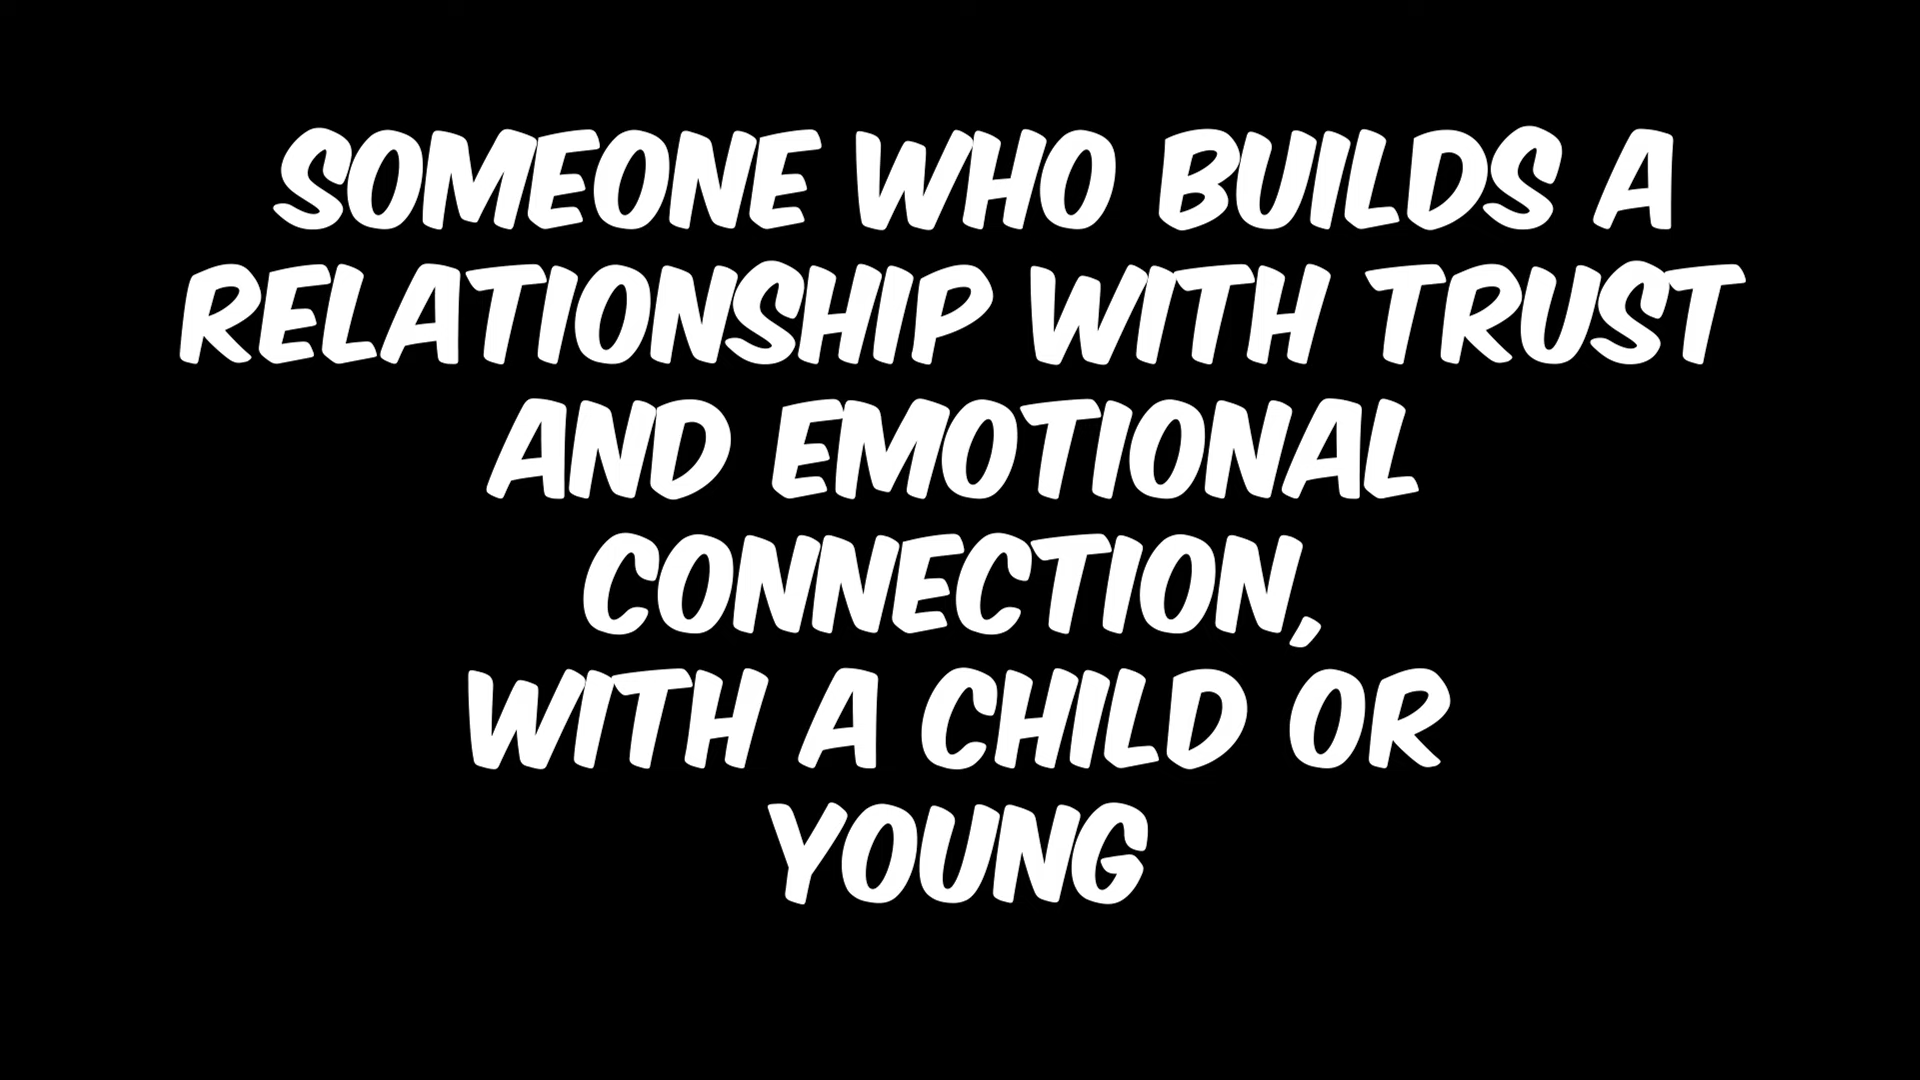 SOMEONE WHO BUILDS A
RELATIONSHIP WITH TRUST
AND EMOTIONAL
CONNECTION,
WITH A CHILD OR
YOUNG